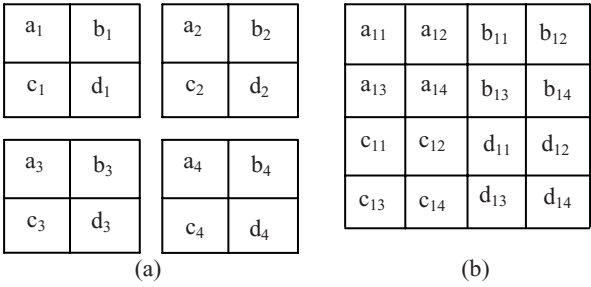 a₁ b₁ a₂ b₂ a₁₁ a₁₂ b₁₁ b₁₂
c₁ d₁ c₂ d₂ a₁₃ a₁₄ b₁₃ b₁₄
a₃ b₃ a₄ b₄ c₁₁ c₁₂ d₁₁ d₁₂
c₃ d₃ c₄ d₄ c₁₃ c₁₄ d₁₃ d₁₄
(a) (b)